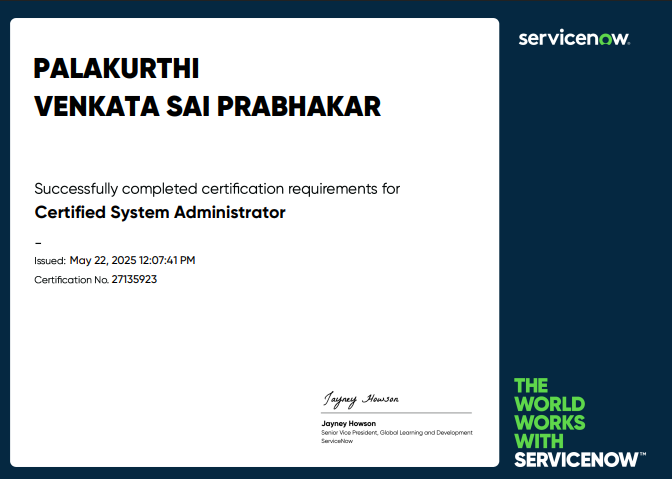 servicenow.
PALAKURTHI
VENKATA SAI PRABHAKAR
Successfully completed certification requirements for
Certified System Administrator
–
Issued: May 22, 2025 12:07:41 PM
Certification No. 27135923
Jayney Howson
Jayney Howson
Senior Vice President, Global Learning and Development
ServiceNow
THE
WORLD
WORKS
WITH
SERVICENOW™